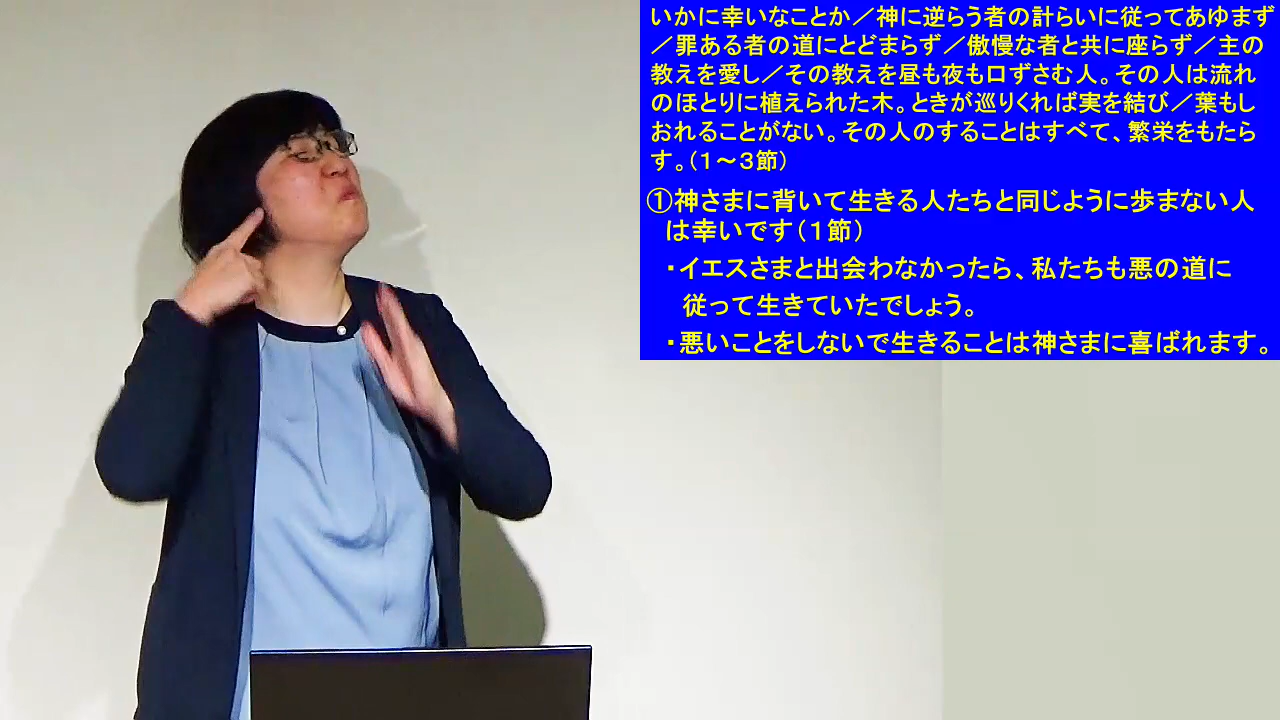 いかに幸いなことか／神に逆らう者の計らいに従ってあゆまず
／罪ある者の道にとどまらず／傲慢な者と共に座らず／主の
教えを愛し／その教えを昼も夜も口ずさむ人。その人は流れ
のほとりに植えられた木。ときが巡りくれば実を結び／葉もし
おれることがない。その人のすることはすべて、繁栄をもたら
す。（１～３節）
①神さまに背いて生きる人たちと同じように歩まない人
は幸いです（１節）
・イエスさまと出会わなかったら、私たちも悪の道に
従って生きていたでしょう。
・悪いことをしないで生きることは神さまに喜ばれます。